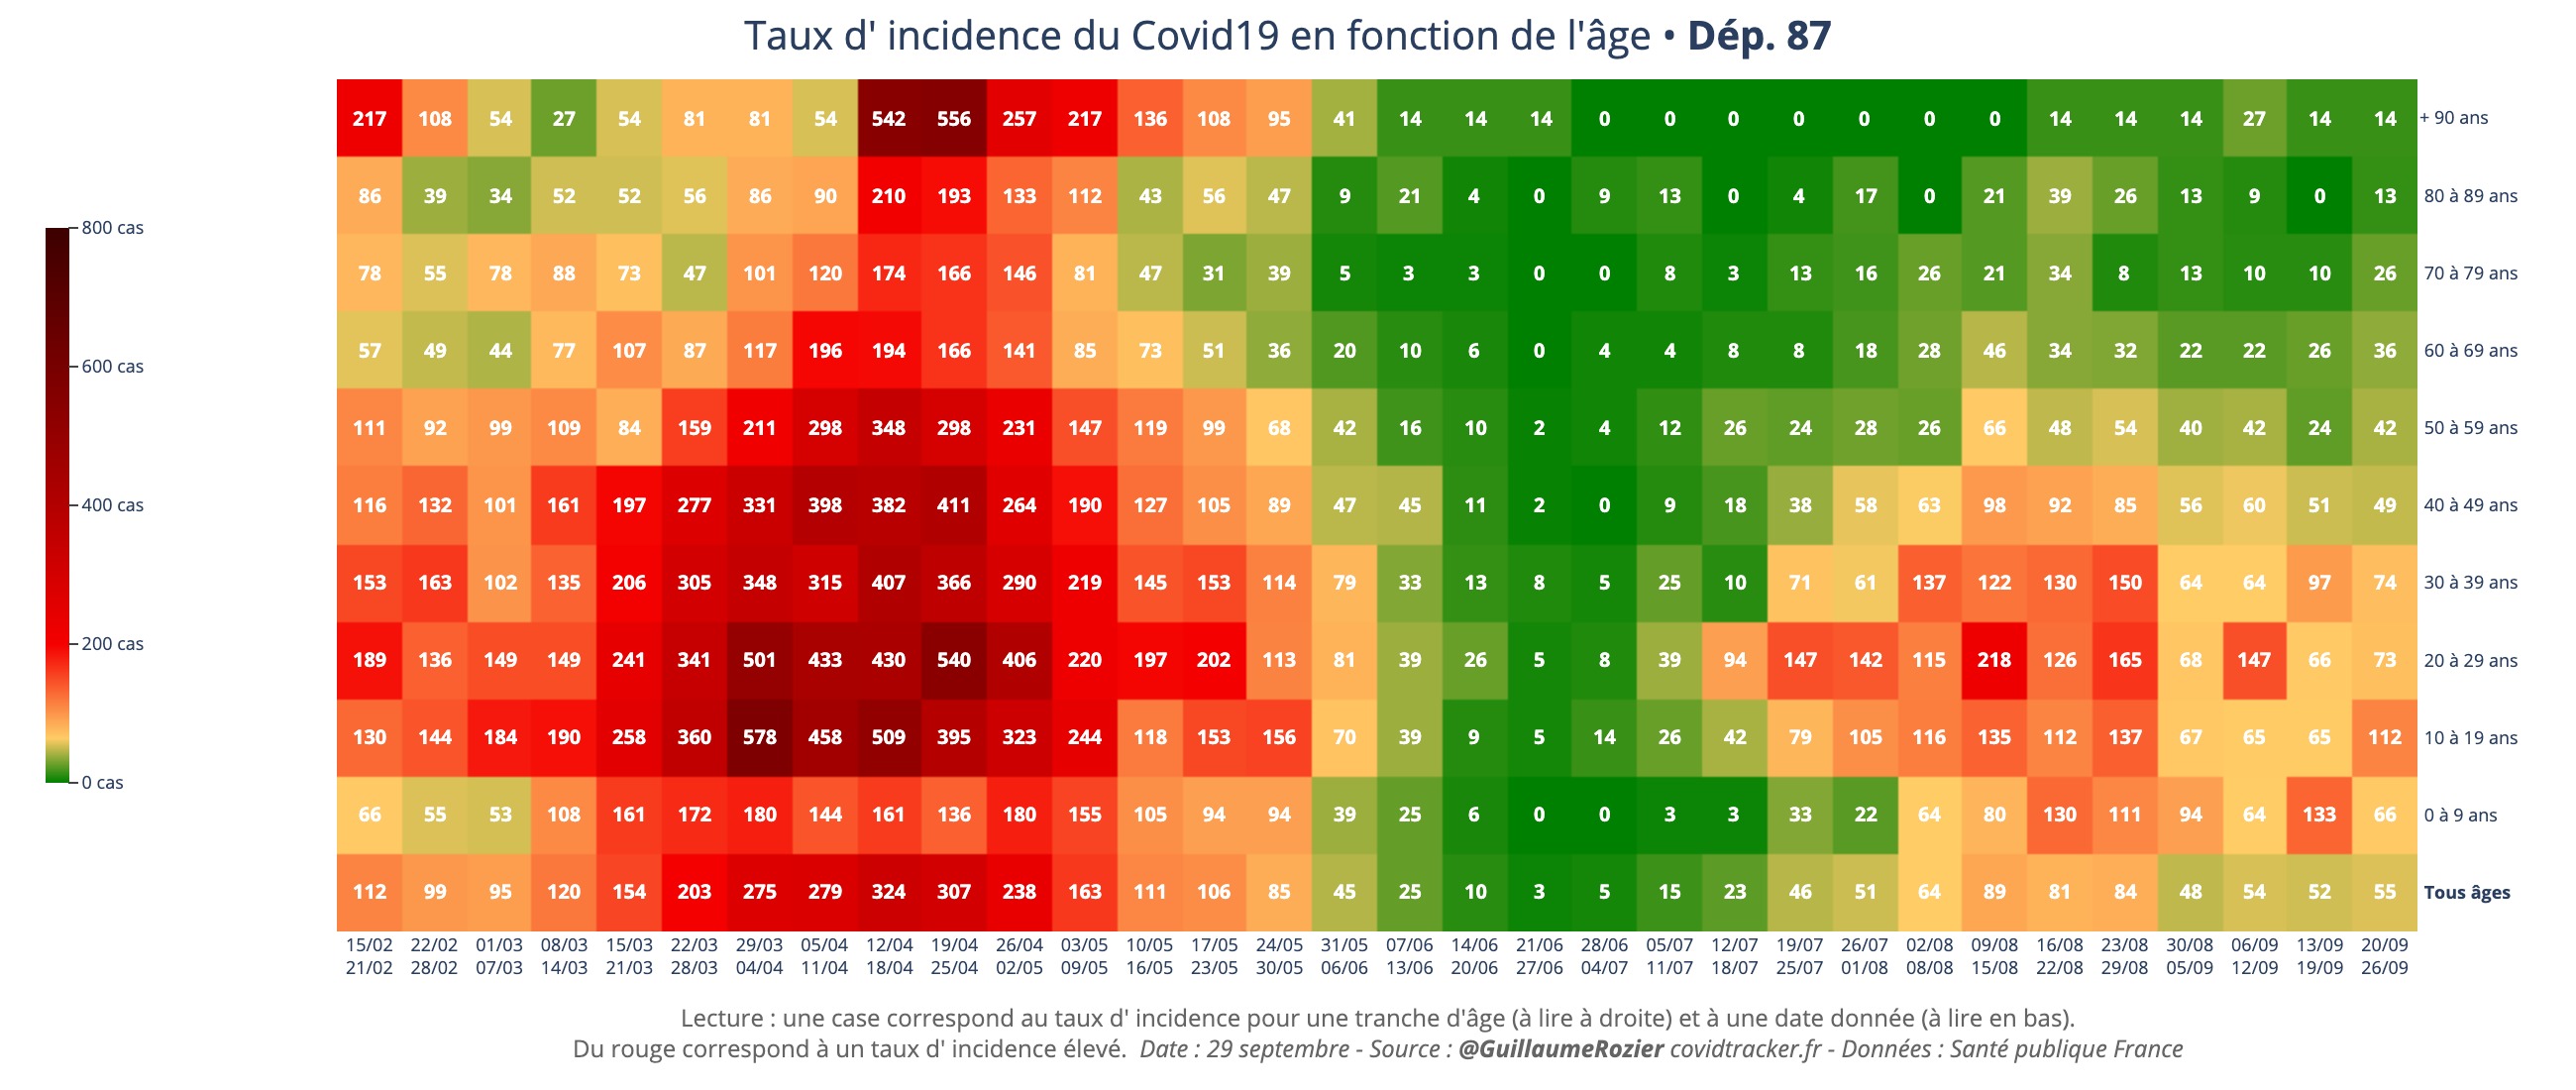 Taux d' incidence du Covid19 en fonction de l'âge • Dép. 87
800 cas
600 cas
400 cas
200 cas
0 cas
217 108 54 27 54 81 81 54 542 556 257 217 136 108 95 41 14 14 14 0 0 0 0 0 0 0 14 14 14 27 14 14 + 90 ans
86 39 34 52 52 56 86 90 210 193 133 112 43 56 47 9 21 4 0 9 13 0 4 17 0 21 39 26 13 9 0 13 80 à 89 ans
78 55 78 88 73 47 101 120 174 166 146 81 47 31 39 5 3 3 0 0 8 3 13 16 26 21 34 8 13 10 10 26 70 à 79 ans
57 49 44 77 107 87 117 196 194 166 141 85 73 51 36 20 10 6 0 4 4 8 8 18 28 46 34 32 22 22 26 36 60 à 69 ans
111 92 99 109 84 159 211 298 348 298 231 147 119 99 68 42 16 10 2 4 12 26 24 28 26 66 48 54 40 42 24 42 50 à 59 ans
116 132 101 161 197 277 331 398 382 411 264 190 127 105 89 47 45 11 2 0 9 18 38 58 63 98 92 85 56 60 51 49 40 à 49 ans
153 163 102 135 206 305 348 315 407 366 290 219 145 153 114 79 33 13 8 5 25 10 71 61 137 122 130 150 64 64 97 74 30 à 39 ans
189 136 149 149 241 341 501 433 430 540 406 220 197 202 113 81 39 26 5 8 39 94 147 142 115 218 126 165 68 147 66 73 20 à 29 ans
130 144 184 190 258 360 578 458 509 395 323 244 118 153 156 70 39 9 5 14 26 42 79 105 116 135 112 137 67 65 65 112 10 à 19 ans
66 55 53 108 161 172 180 144 161 136 180 155 105 94 94 39 25 6 0 0 3 3 33 22 64 80 130 111 94 64 133 66 0 à 9 ans
112 99 95 120 154 203 275 279 324 307 238 163 111 106 85 45 25 10 3 5 15 23 46 51 64 89 81 84 48 54 52 55 Tous âges
15/02 22/02 01/03 08/03 15/03 22/03 29/03 05/04 12/04 19/04 26/04 03/05 10/05 17/05 24/05 31/05 07/06 14/06 21/06 28/06 05/07 12/07 19/07 26/07 02/08 09/08 16/08 23/08 30/08 06/09 13/09 20/09
21/02 28/02 07/03 14/03 21/03 28/03 04/04 11/04 18/04 25/04 02/05 09/05 16/05 23/05 30/05 06/06 13/06 20/06 27/06 04/07 11/07 18/07 25/07 01/08 08/08 15/08 22/08 29/08 05/09 12/09 19/09 26/09
Lecture : une case correspond au taux d' incidence pour une tranche d'âge (à lire à droite) et à une date donnée (à lire en bas).
Du rouge correspond à un taux d' incidence élevé. Date : 29 septembre - Source : @GuillaumeRozier covidtracker.fr - Données : Santé publique France